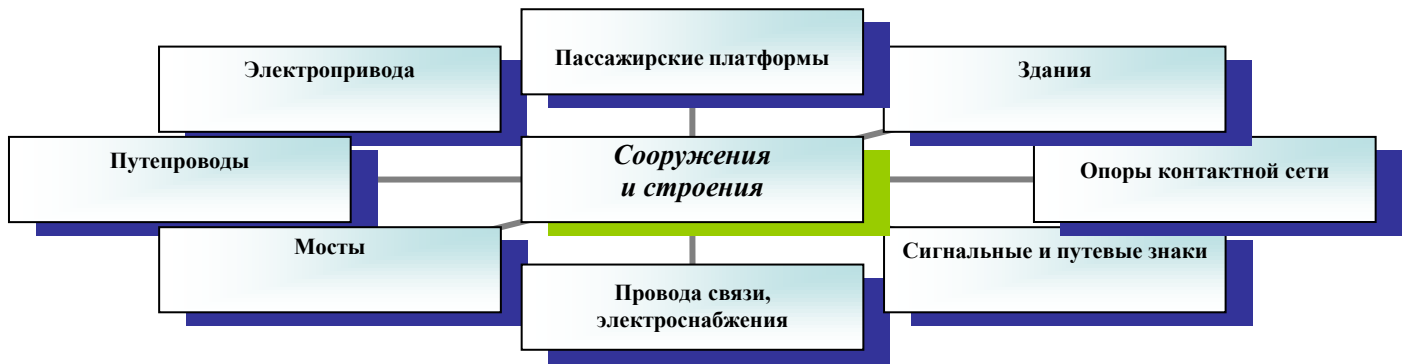 Пассажирские платформы
Электропривода
Здания
Путепроводы
Сооружения
и строения
Опоры контактной сети
Мосты
Сигнальные и путевые знаки
Провода связи,
электроснабжения